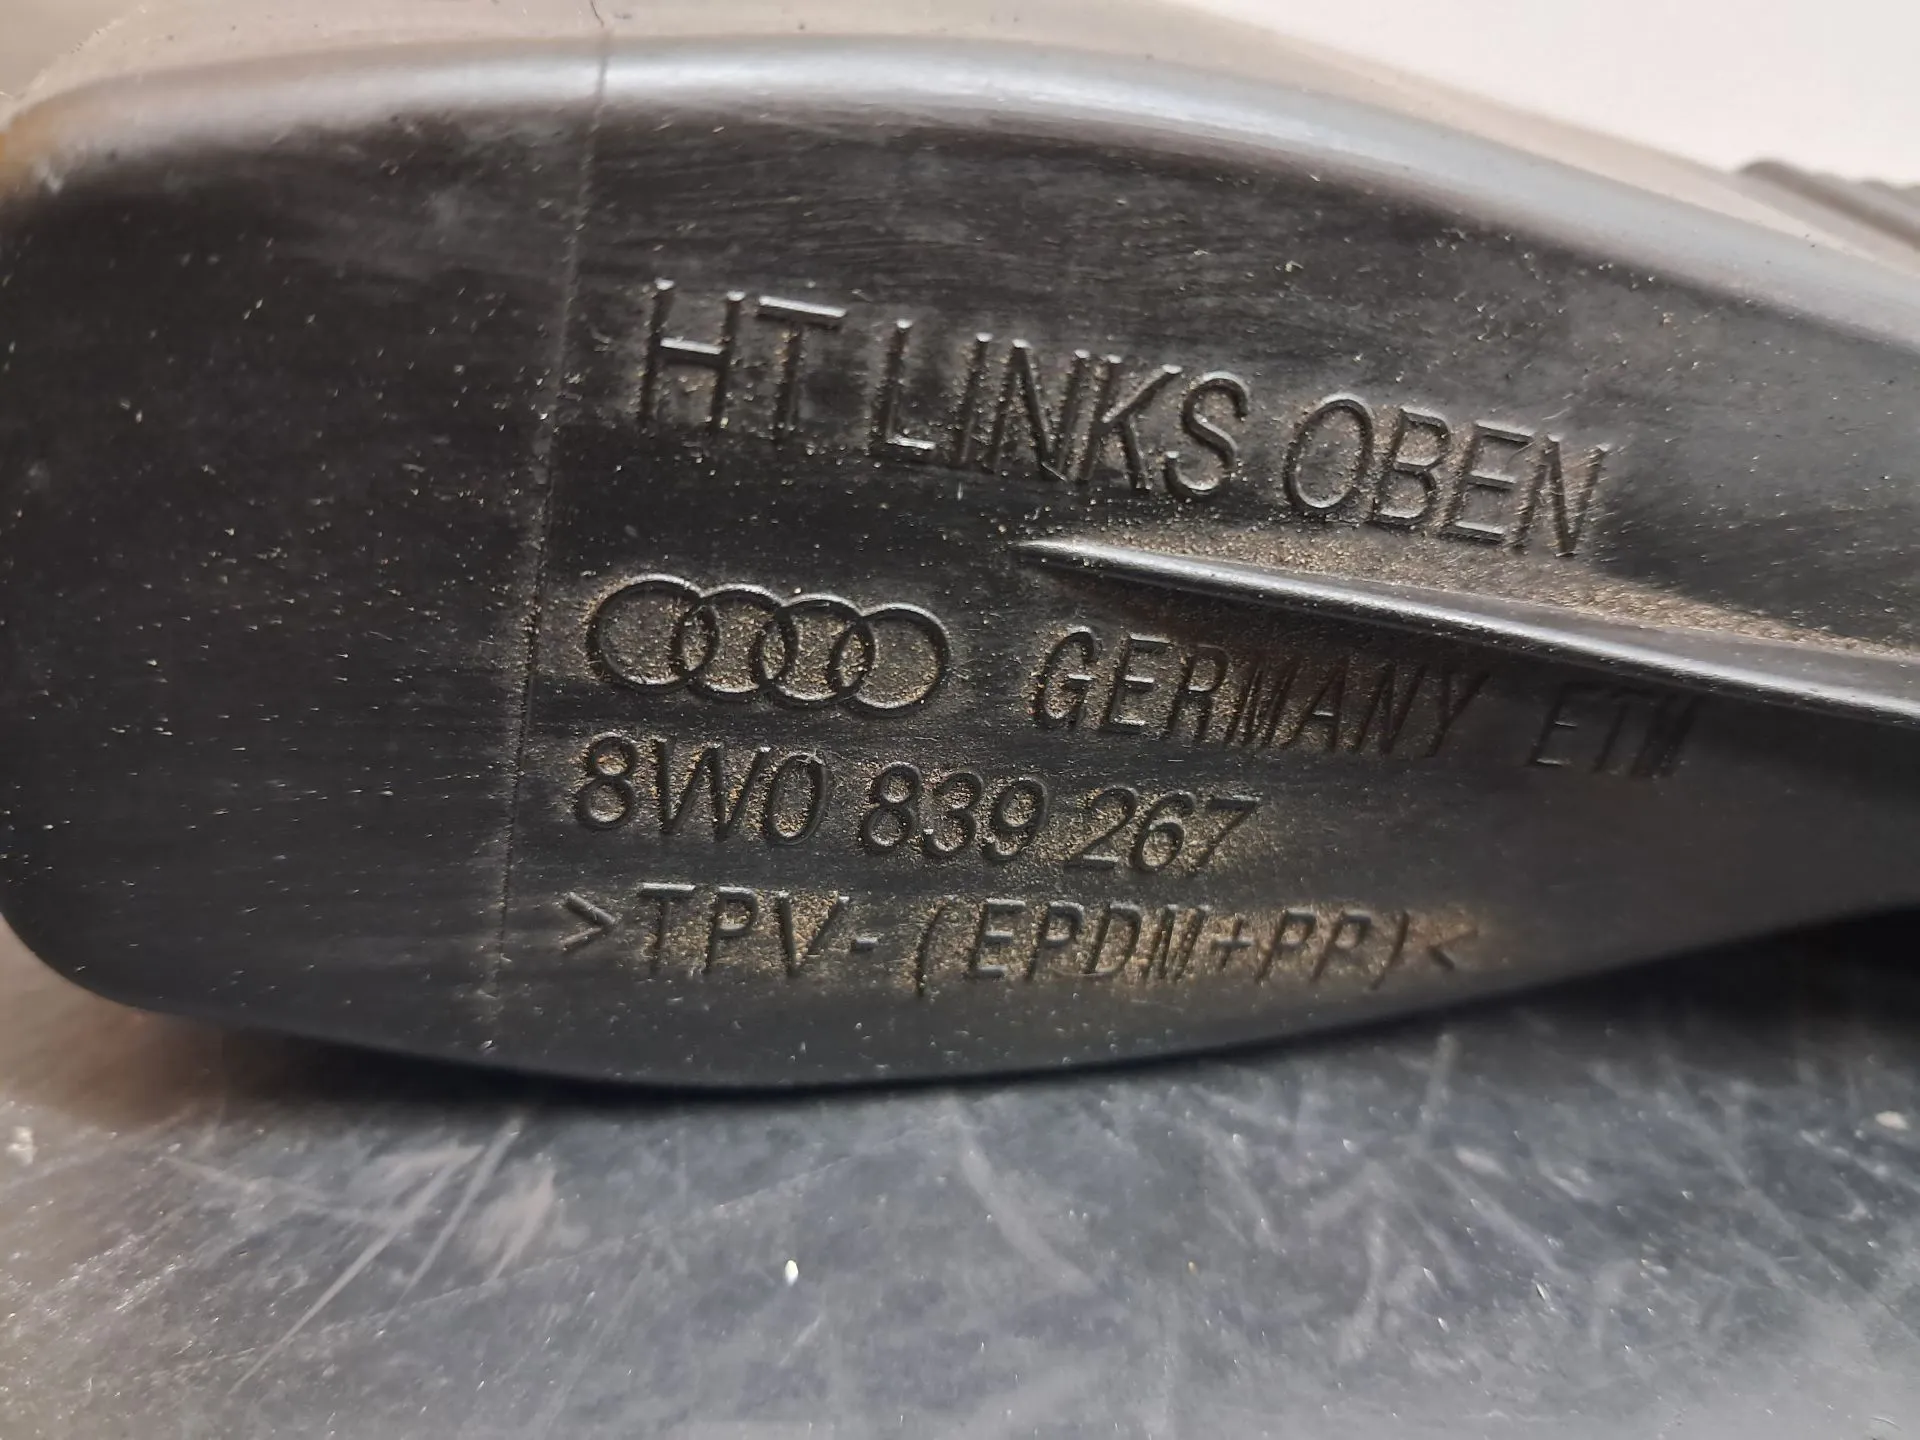 HT LINKS OBEN
GERMANY ETM
8W0 839 267
>TPV-(EPDM+PP)<